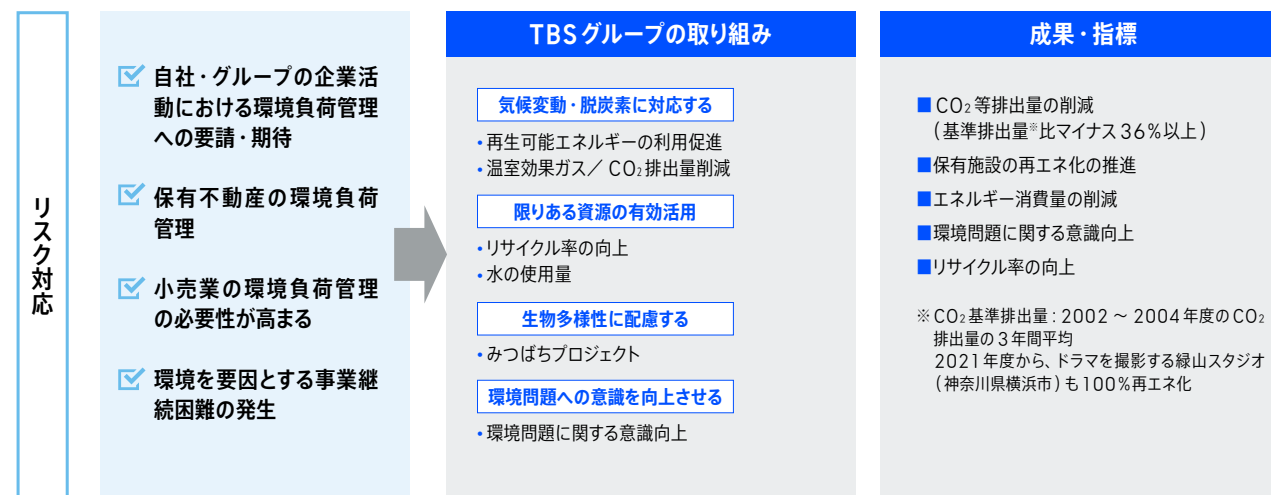 リスク対応
自社・グループの企業活
動における環境負荷管理
への要請・期待
保有不動産の環境負荷
管理
小売業の環境負荷管理
の必要性が高まる
環境を要因とする事業継
続困難の発生
TBSグループの取り組み
気候変動・脱炭素に対応する
・再生可能エネルギーの利用促進
・温室効果ガス／CO₂排出量削減
限りある資源の有効活用
・リサイクル率の向上
・水の使用量
生物多様性に配慮する
・みつばちプロジェクト
環境問題への意識を向上させる
・環境問題に関する意識向上
成果・指標
■CO₂等排出量の削減
（基準排出量※比マイナス36％以上）
■保有施設の再エネ化の推進
■エネルギー消費量の削減
■環境問題に関する意識向上
■リサイクル率の向上
※CO₂基準排出量：2002～2004年度のCO₂
排出量の3年間平均
2021年度から、ドラマを撮影する緑山スタジオ
（神奈川県横浜市）も100％再エネ化